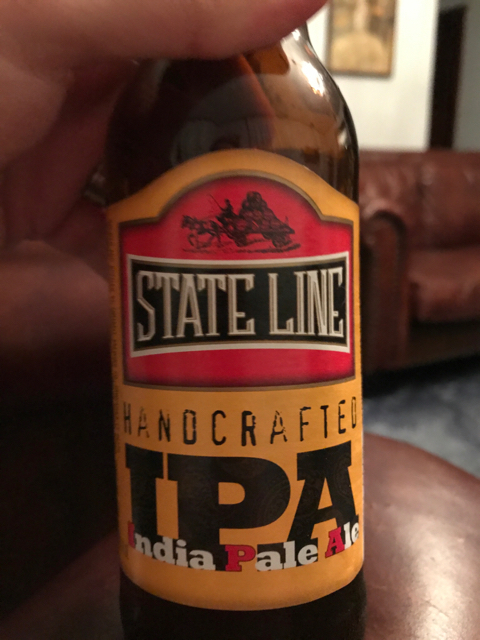 STATE LINE
HANDCRAFTED
IPA
India Pale Ale